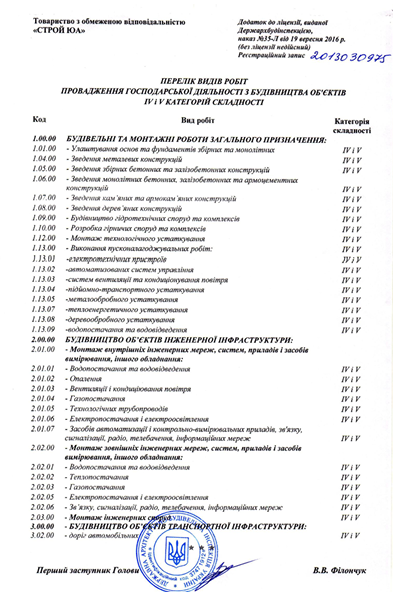 Товариство з обмеженою відповідальністю
«СТРОЙ ЮА»
Додаток до ліцензії, виданої
Держархбудінспекцією,
наказ №35-Л від 19 вересня 2016 р.
(без ліцензії недійсний)
Реєстраційний запис 2013030975
ПЕРЕЛІК ВИДІВ РОБІТ
ПРОВАДЖЕННЯ ГОСПОДАРСЬКОЇ ДІЯЛЬНОСТІ З БУДІВНИЦТВА ОБ'ЄКТІВ
IV і V КАТЕГОРІЙ СКЛАДНОСТІ
Код Вид робіт Категорія
складності
1.00.00 БУДІВЕЛЬНІ ТА МОНТАЖНІ РОБОТИ ЗАГАЛЬНОГО ПРИЗНАЧЕННЯ:
1.01.00 - Улаштування основ та фундаментів збірних та монолітних IV і V
1.04.00 - Зведення металевих конструкцій IV і V
1.05.00 - Зведення збірних бетонних та залізобетонних конструкцій IV і V
1.06.00 - Зведення монолітних бетонних, залізобетонних та армоцементних
конструкцій IV і V
1.07.00 - Зведення кам'яних та армокам'яних конструкцій IV і V
1.08.00 - Зведення дерев'яних конструкцій IV і V
1.09.00 - Будівництво гідротехнічних споруд та комплексів IV і V
1.10.00 - Розробка гірничих споруд та комплексів IV і V
1.12.00 - Монтаж технологічного устаткування IV і V
1.13.00 - Виконання пусконалагоджувальних робіт: IV і V
1.13.01 -електротехнічних пристроїв IV і V
1.13.02 -автоматизованих систем управління IV і V
1.13.03 -систем вентиляції та кондиціонування повітря IV і V
1.13.04 -підйомно-транспортного устаткування IV і V
1.13.05 -металообробного устаткування IV і V
1.13.07 -теплоенергетичного устаткування IV і V
1.13.08 -деревообробного устаткування IV і V
1.13.09 -водопостачання та водовідведення IV і V
2.00.00 БУДІВНИЦТВО ОБ'ЄКТІВ ІНЖЕНЕРНОЇ ІНФРАСТРУКТУРИ:
2.01.00 - Монтаж внутрішніх інженерних мереж, систем, приладів і засобів
вимірювання, іншого обладнання:
2.01.01 - Водопостачання та водовідведення IV і V
2.01.02 - Опалення IV і V
2.01.03 - Вентиляції і кондиціювання повітря IV і V
2.01.04 - Газопостачання IV і V
2.01.05 - Технологічних трубопроводів IV і V
2.01.06 - Електропостачання і електроосвітлення IV і V
2.01.07 - Засобів автоматизації і контрольно-вимірювальних приладів, зв'язку,
сигналізації, радіо, телебачення, інформаційних мереж IV і V
2.02.00 - Монтаж зовнішніх інженерних мереж, систем, приладів і засобів
вимірювання, іншого обладнання:
2.02.01 - Водопостачання та водовідведення IV і V
2.02.02 - Теплопостачання IV і V
2.02.03 - Газопостачання IV і V
2.02.05 - Електропостачання і електроосвітлення IV і V
2.02.06 - Зв'язку, сигналізації, радіо, телебачення, інформаційних мереж IV і V
2.03.00 - Монтаж інженерних споруд IV і V
3.00.00 - БУДІВНИЦТВО ОБ'ЄКТІВ ТРАНСПОРТНОЇ ІНФРАСТРУКТУРИ:
3.02.00 - доріг автомобільних IV і V
Перший заступник Голови В.В. Філончук